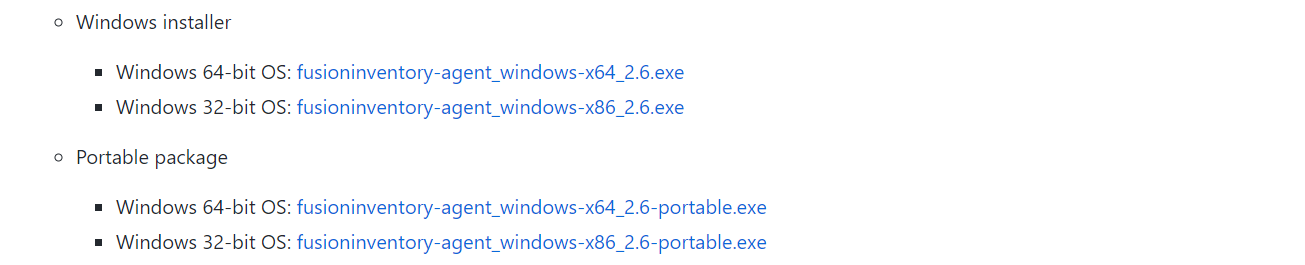 Windows installer
Windows 64-bit OS: fusioninventory-agent_windows-x64_2.6.exe
Windows 32-bit OS: fusioninventory-agent_windows-x86_2.6.exe
Portable package
Windows 64-bit OS: fusioninventory-agent_windows-x64_2.6-portable.exe
Windows 32-bit OS: fusioninventory-agent_windows-x86_2.6-portable.exe